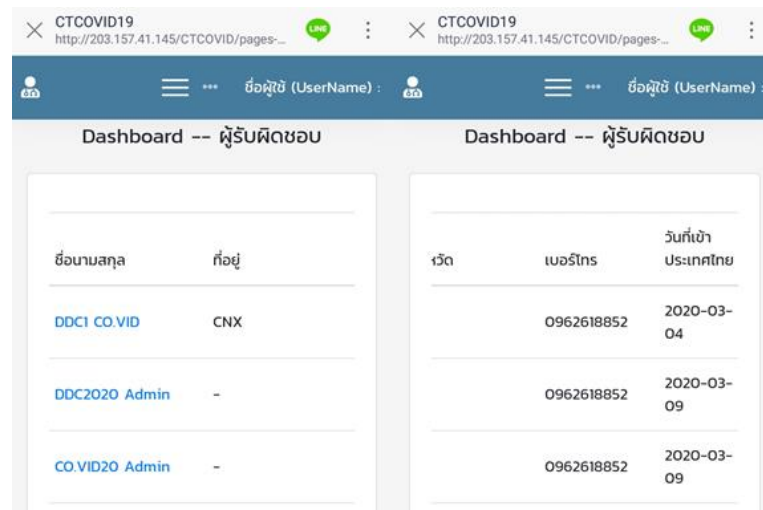 CTCOVID19
http://203.157.41.145/CTCOVID/pages-...
LINE
ชื่อผู้ใช้ (UserName) :
Dashboard -- ผู้รับผิดชอบ
ชื่อนามสกุล ที่อยู่
DDC1 CO.VID CNX
DDC2020 Admin -
CO.VID20 Admin -
CTCOVID19
http://203.157.41.145/CTCOVID/pages-...
LINE
ชื่อผู้ใช้ (UserName) :
Dashboard -- ผู้รับผิดชอบ
หวัด เบอร์โทร วันที่เข้า
ประเทศไทย
0962618852 2020-03-
04
0962618852 2020-03-
09
0962618852 2020-03-
09